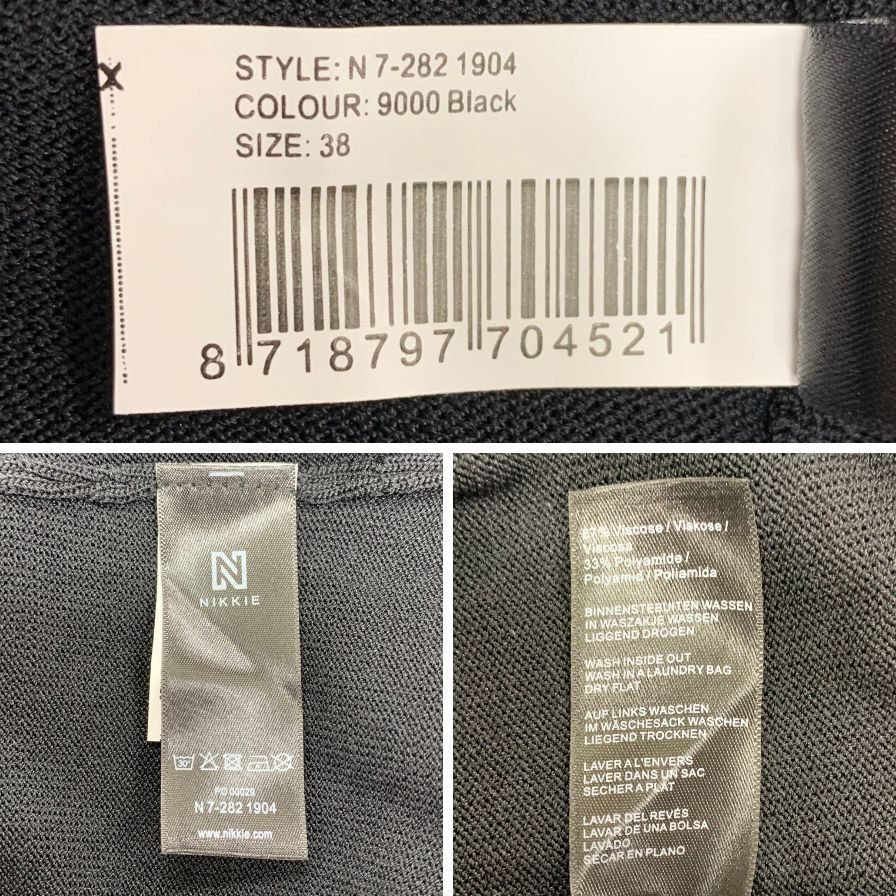 X
STYLE: N 7-282 1904
COLOUR: 9000 Black
SIZE: 38
8 718797 704521
N
NIKKIE
30°
PO 00029
N 7-282 1904
www.nikkie.com
67% Viscose / Viskose /
Viscosa
33% Polyamide /
Polyamid / Poliamida
BINNENSTEBUITEN WASSEN
IN WASZAKJE WASSEN
LIGGEND DROGEN
WASH INSIDE OUT
WASH IN A LAUNDRY BAG
DRY FLAT
AUF LINKS WASCHEN
IM WÄSCHESACK WASCHEN
LIEGEND TROCKNEN
LAVER A L'ENVERS
LAVER DANS UN SAC
SECHER A PLAT
LAVAR DEL REVÉS
LAVAR DE UNA BOLSA
LAVADO
SECAR EN PLANO